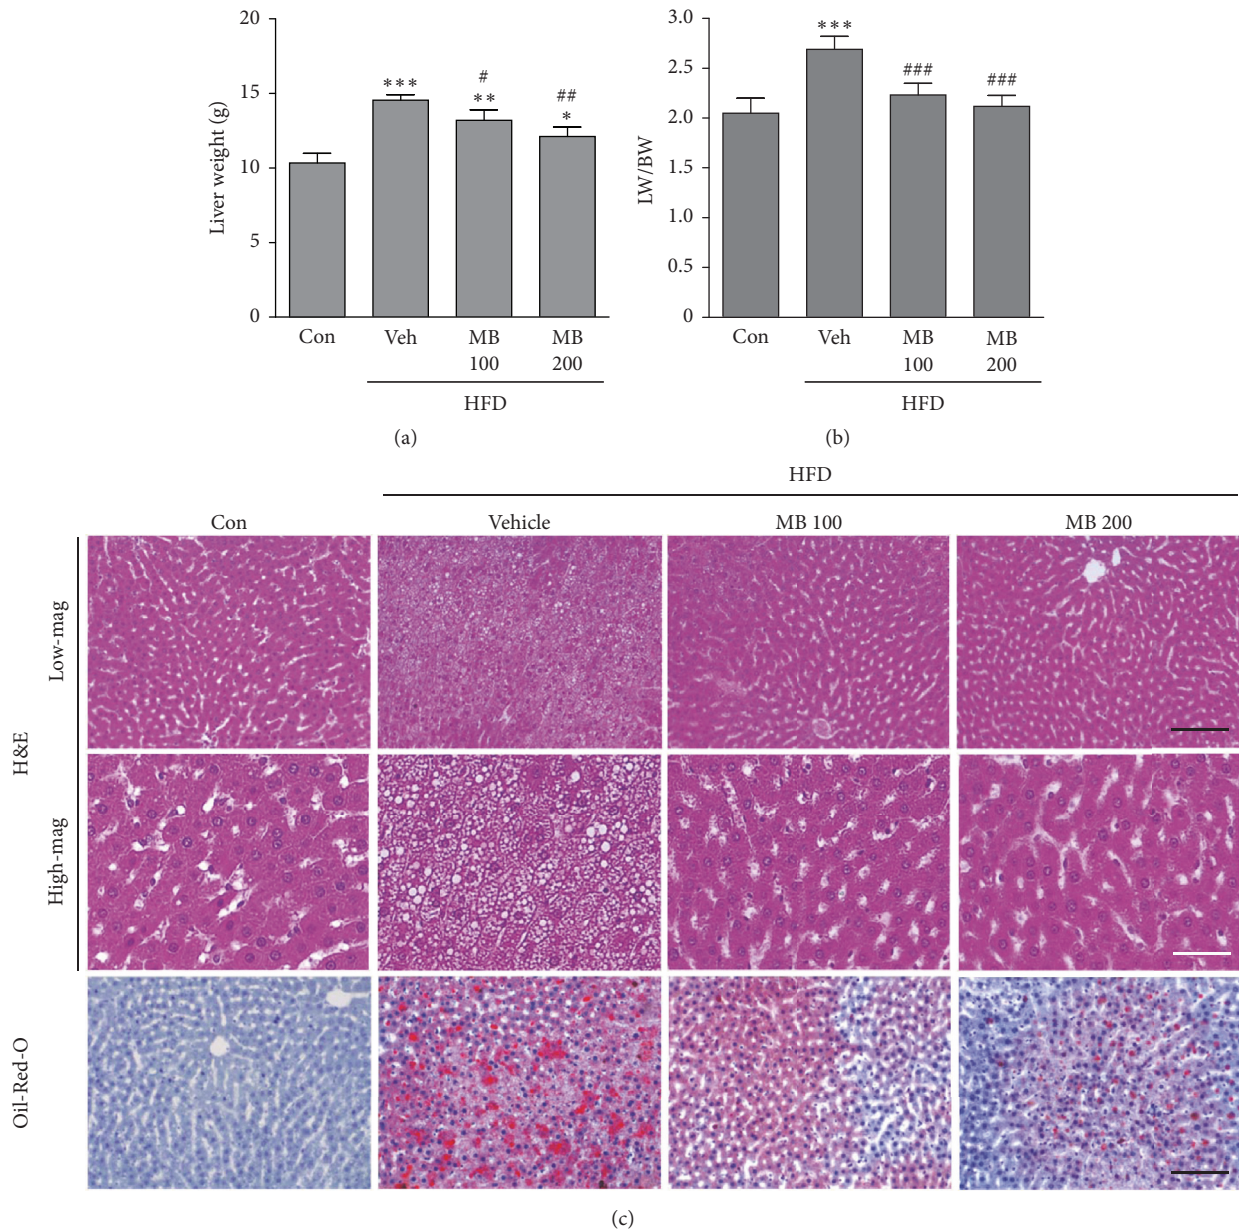 20
15
10
5
0
Liver weight (g)
***
#
**
##
*
Con
Veh
MB
100
MB
200
HFD
(a)
3.0
2.5
2.0
1.5
1.0
0.5
0
LW/BW
***
###
###
Con
Veh
MB
100
MB
200
HFD
(b)
HFD
Con
Vehicle
MB 100
MB 200
H&E
Low-mag
High-mag
Oil-Red-O
(c)